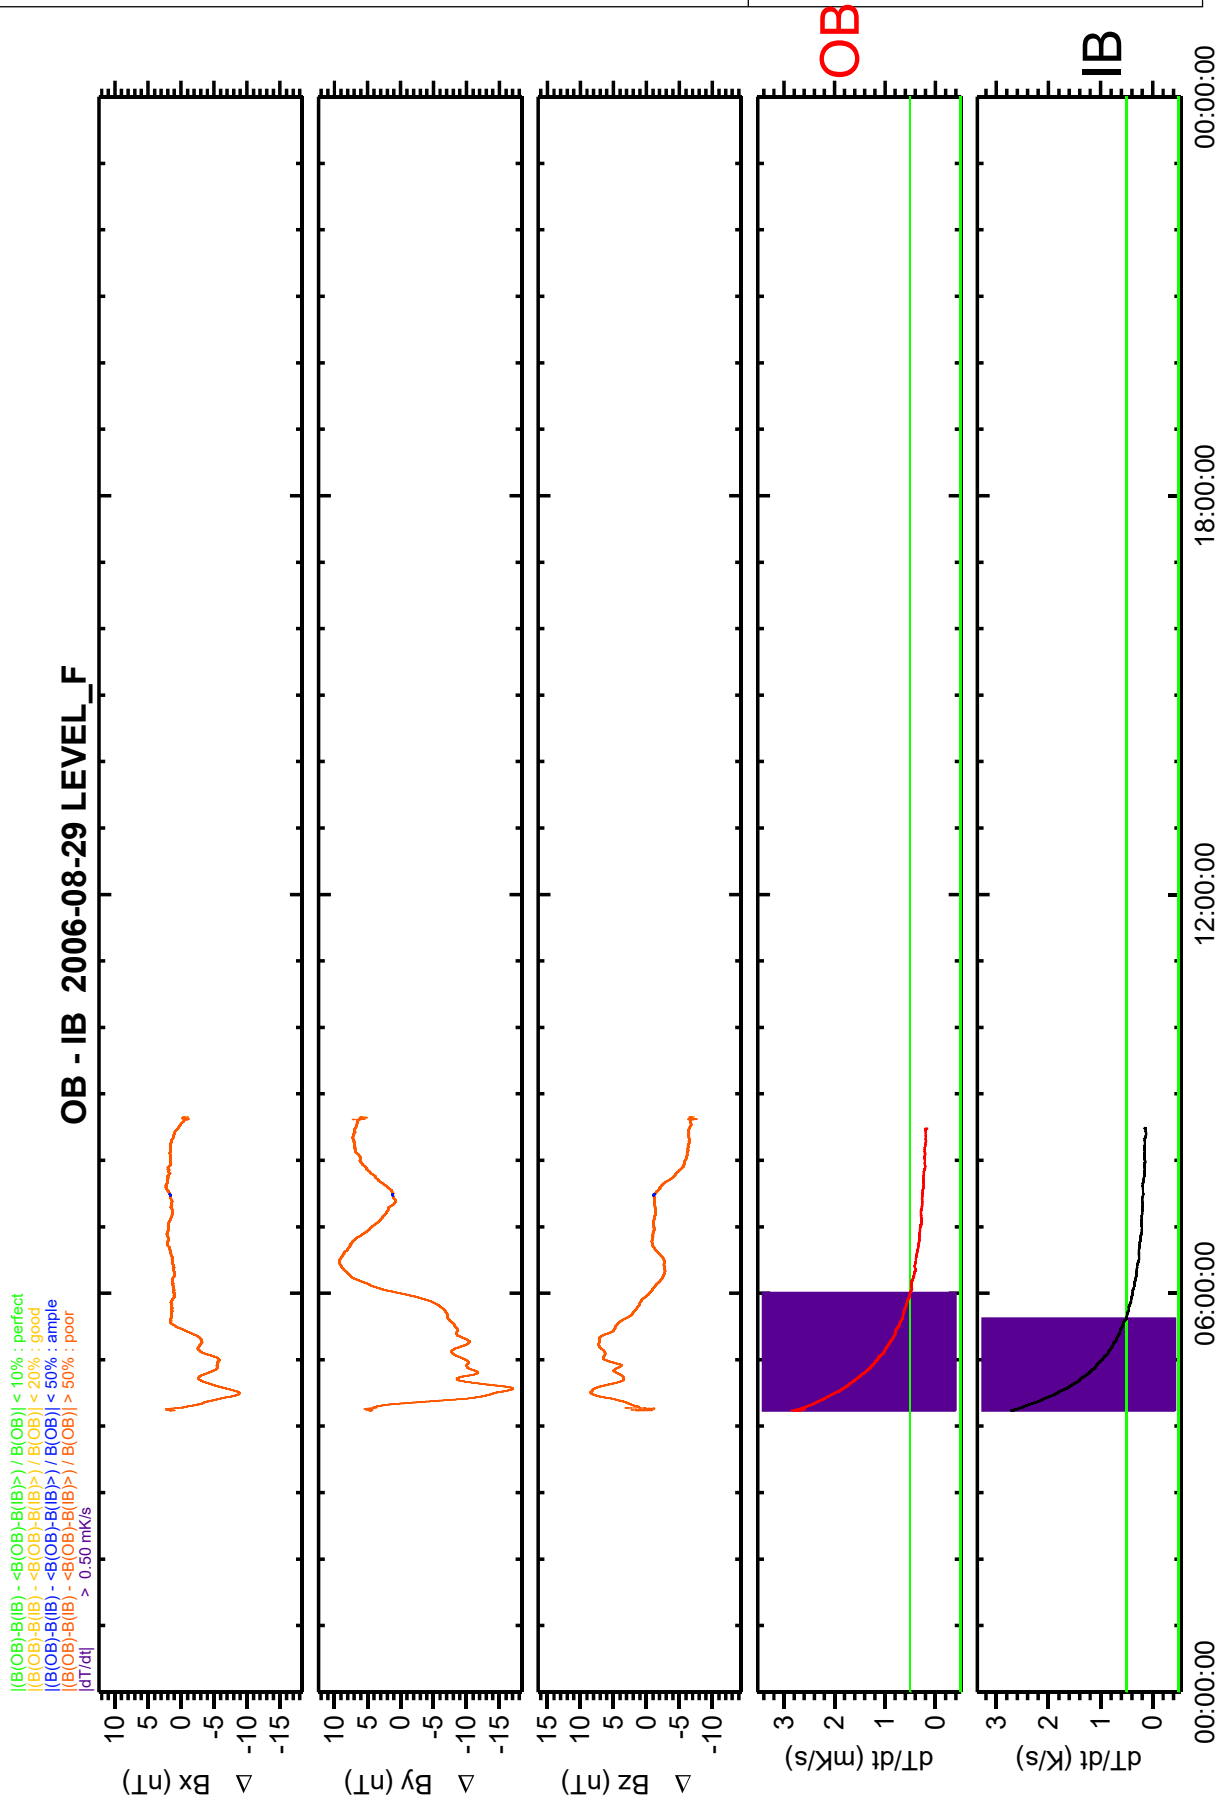 |(B(OB)-B(IB) - <B(OB)-B(IB)>) / B(OB)| < 10% : perfect
|(B(OB)-B(IB) - <B(OB)-B(IB)>) / B(OB)| < 20% : good
|(B(OB)-B(IB) - <B(OB)-B(IB)>) / B(OB)| < 50% : ample
|(B(OB)-B(IB) - <B(OB)-B(IB)>) / B(OB)| > 50% : poor
|dT/dt| > 0.50 mK/s
OB - IB 2006-08-29 LEVEL_F
Δ Bx (nT)
10
5
0
-5
-10
-15
Δ By (nT)
10
5
0
-5
-10
-15
Δ Bz (nT)
15
10
5
0
-5
-10
dT/dt (mK/s)
3
2
1
0
OB
dT/dt (K/s)
3
2
1
0
IB
00:00:00 06:00:00 12:00:00 18:00:00 00:00:00